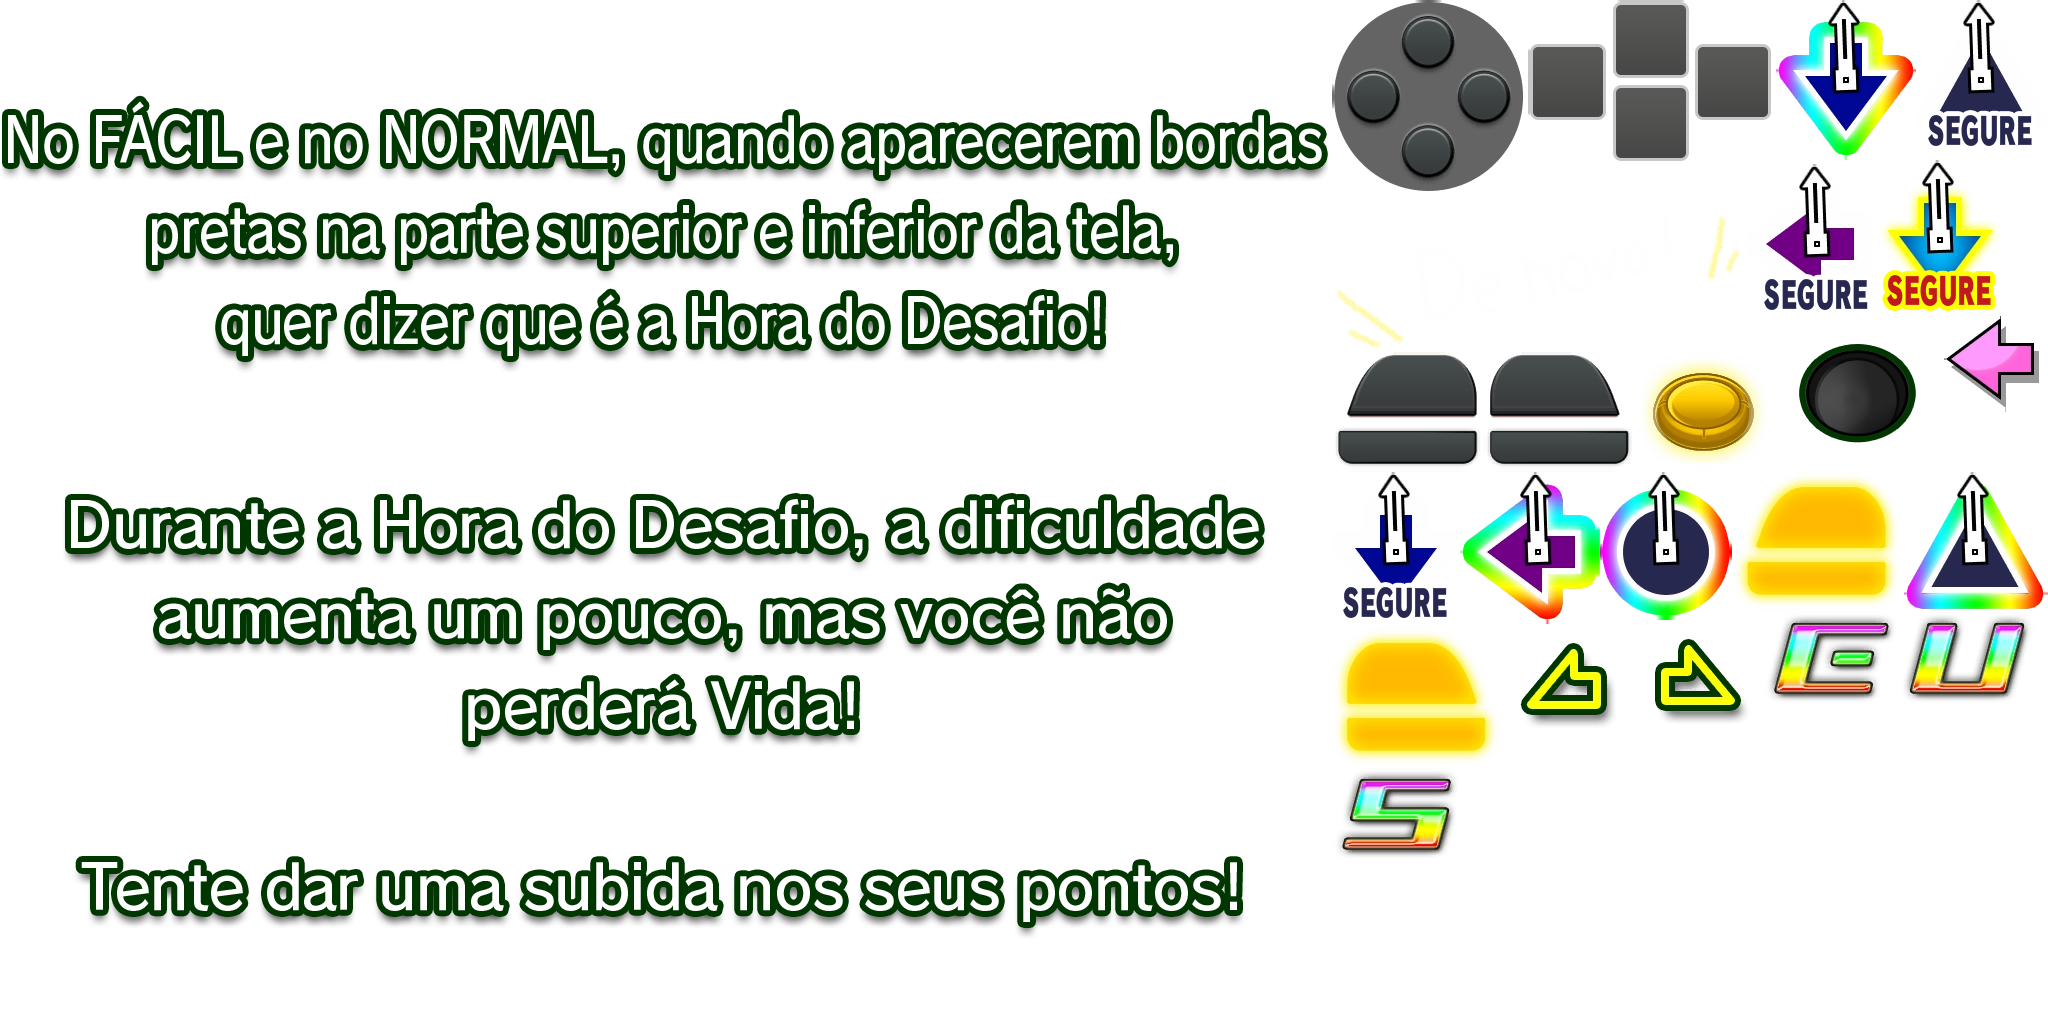 No FÁCIL e no NORMAL, quando aparecerem bordas
pretas na parte superior e inferior da tela,
quer dizer que é a Hora do Desafio!
Durante a Hora do Desafio, a dificuldade
aumenta um pouco, mas você não
perderá Vida!
Tente dar uma subida nos seus pontos!
SEGURE
De novo!
SEGURE
SEGURE
SEGURE
E U
S